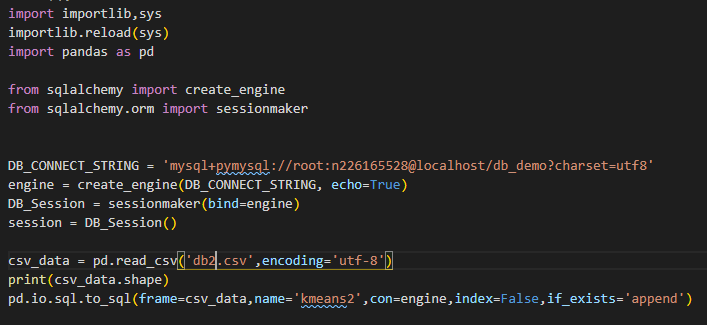 import importlib,sys
importlib.reload(sys)
import pandas as pd
from sqlalchemy import create_engine
from sqlalchemy.orm import sessionmaker
DB_CONNECT_STRING = 'mysql+pymysql://root:n226165528@localhost/db_demo?charset=utf8'
engine = create_engine(DB_CONNECT_STRING, echo=True)
DB_Session = sessionmaker(bind=engine)
session = DB_Session()
csv_data = pd.read_csv('db2.csv',encoding='utf-8')
print(csv_data.shape)
pd.io.sql.to_sql(frame=csv_data,name='kmeans2',con=engine,index=False,if_exists='append')